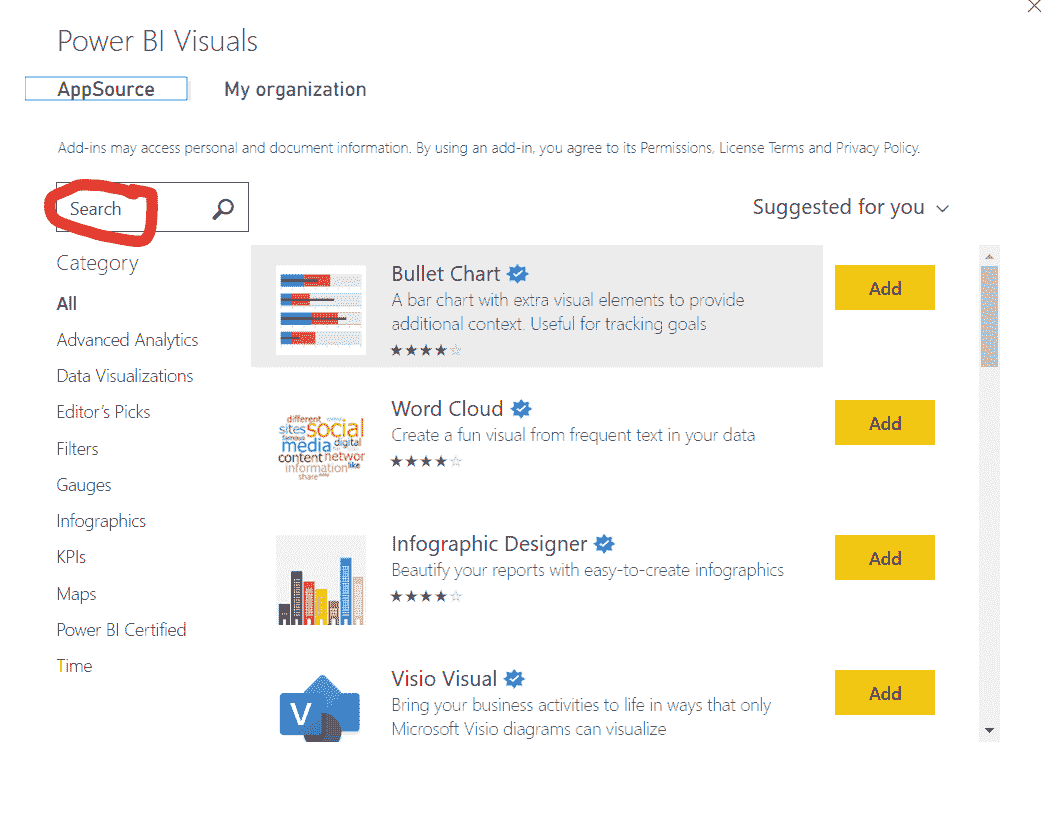 Power BI Visuals
AppSource
My organization
Add-ins may access personal and document information. By using an add-in, you agree to its Permissions, License Terms and Privacy Policy.
Search
Suggested for you
Category
All
Advanced Analytics
Data Visualizations
Editor's Picks
Filters
Gauges
Infographics
KPIs
Maps
Power BI Certified
Time
Bullet Chart
A bar chart with extra visual elements to provide
additional context. Useful for tracking goals
Add
different
sites social
media digital
content networ
information like
share
Word Cloud
Create a fun visual from frequent text in your data
Add
Infographic Designer
Beautify your reports with easy-to-create infographics
Add
V
Visio Visual
Bring your business activities to life in ways that only
Microsoft Visio diagrams can visualize
Add